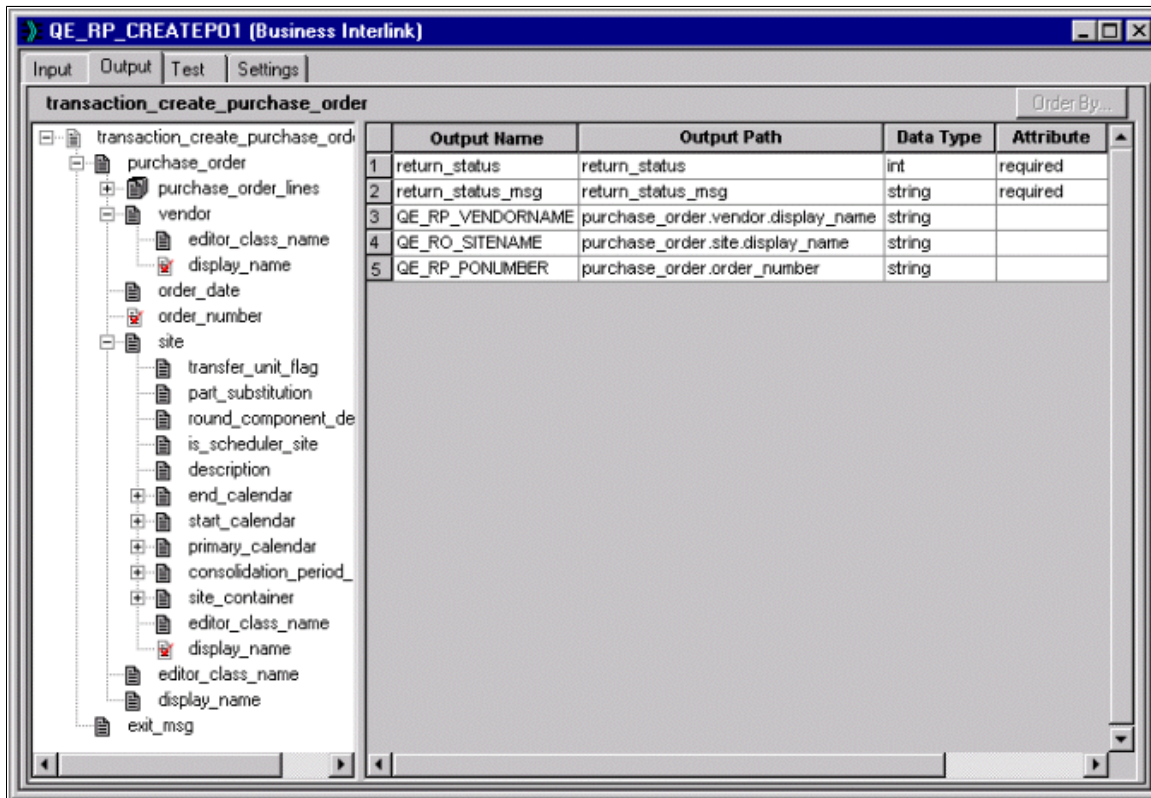 QE_RP_CREATEPO1 (Business Interlink)
Input Output Test Settings
transaction_create_purchase_order Order By...
transaction_create_purchase_ord
purchase_order
purchase_order_lines
vendor
editor_class_name
display_name
order_date
order_number
site
transfer_unit_flag
part_substitution
round_component_de
is_scheduler_site
description
end_calendar
start_calendar
primary_calendar
consolidation_period_
site_container
editor_class_name
display_name
editor_class_name
display_name
exit_msg
Output Name Output Path Data Type Attribute
1 return_status return_status int required
2 return_status_msg return_status_msg string required
3 QE_RP_VENDORNAME purchase_order.vendor.display_name string
4 QE_RO_SITENAME purchase_order.site.display_name string
5 QE_RP_PONUMBER purchase_order.order_number string